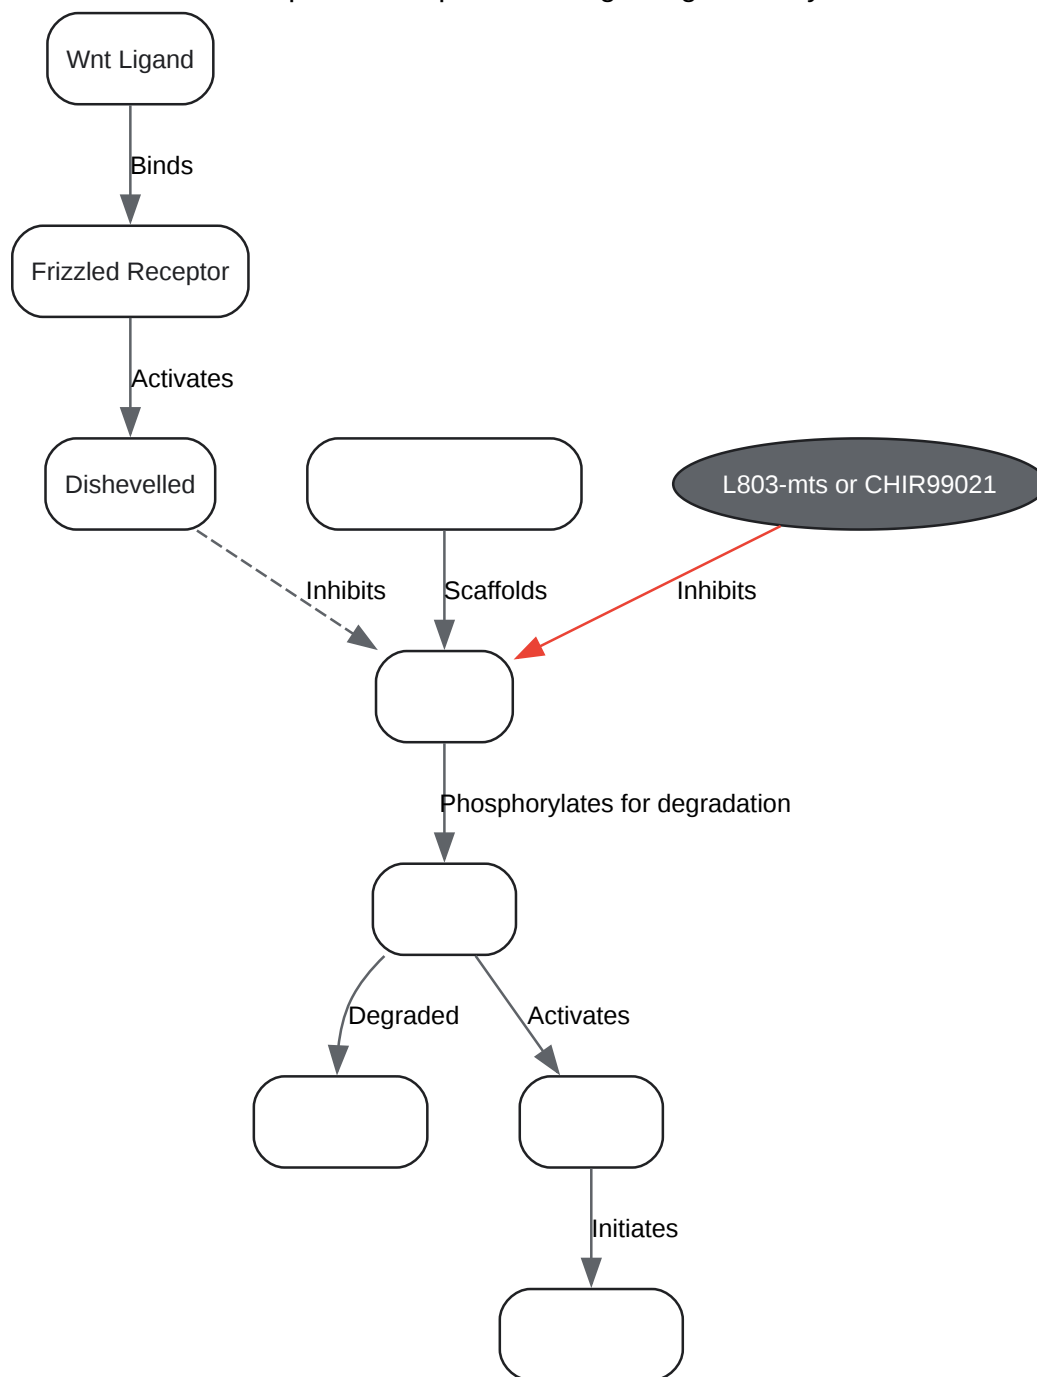 Wnt Ligand
Binds
Frizzled Receptor
Activates
Dishevelled
L803-mts or CHIR99021
Inhibits
Scaffolds
Inhibits
Phosphorylates for degradation
Degraded
Activates
Initiates